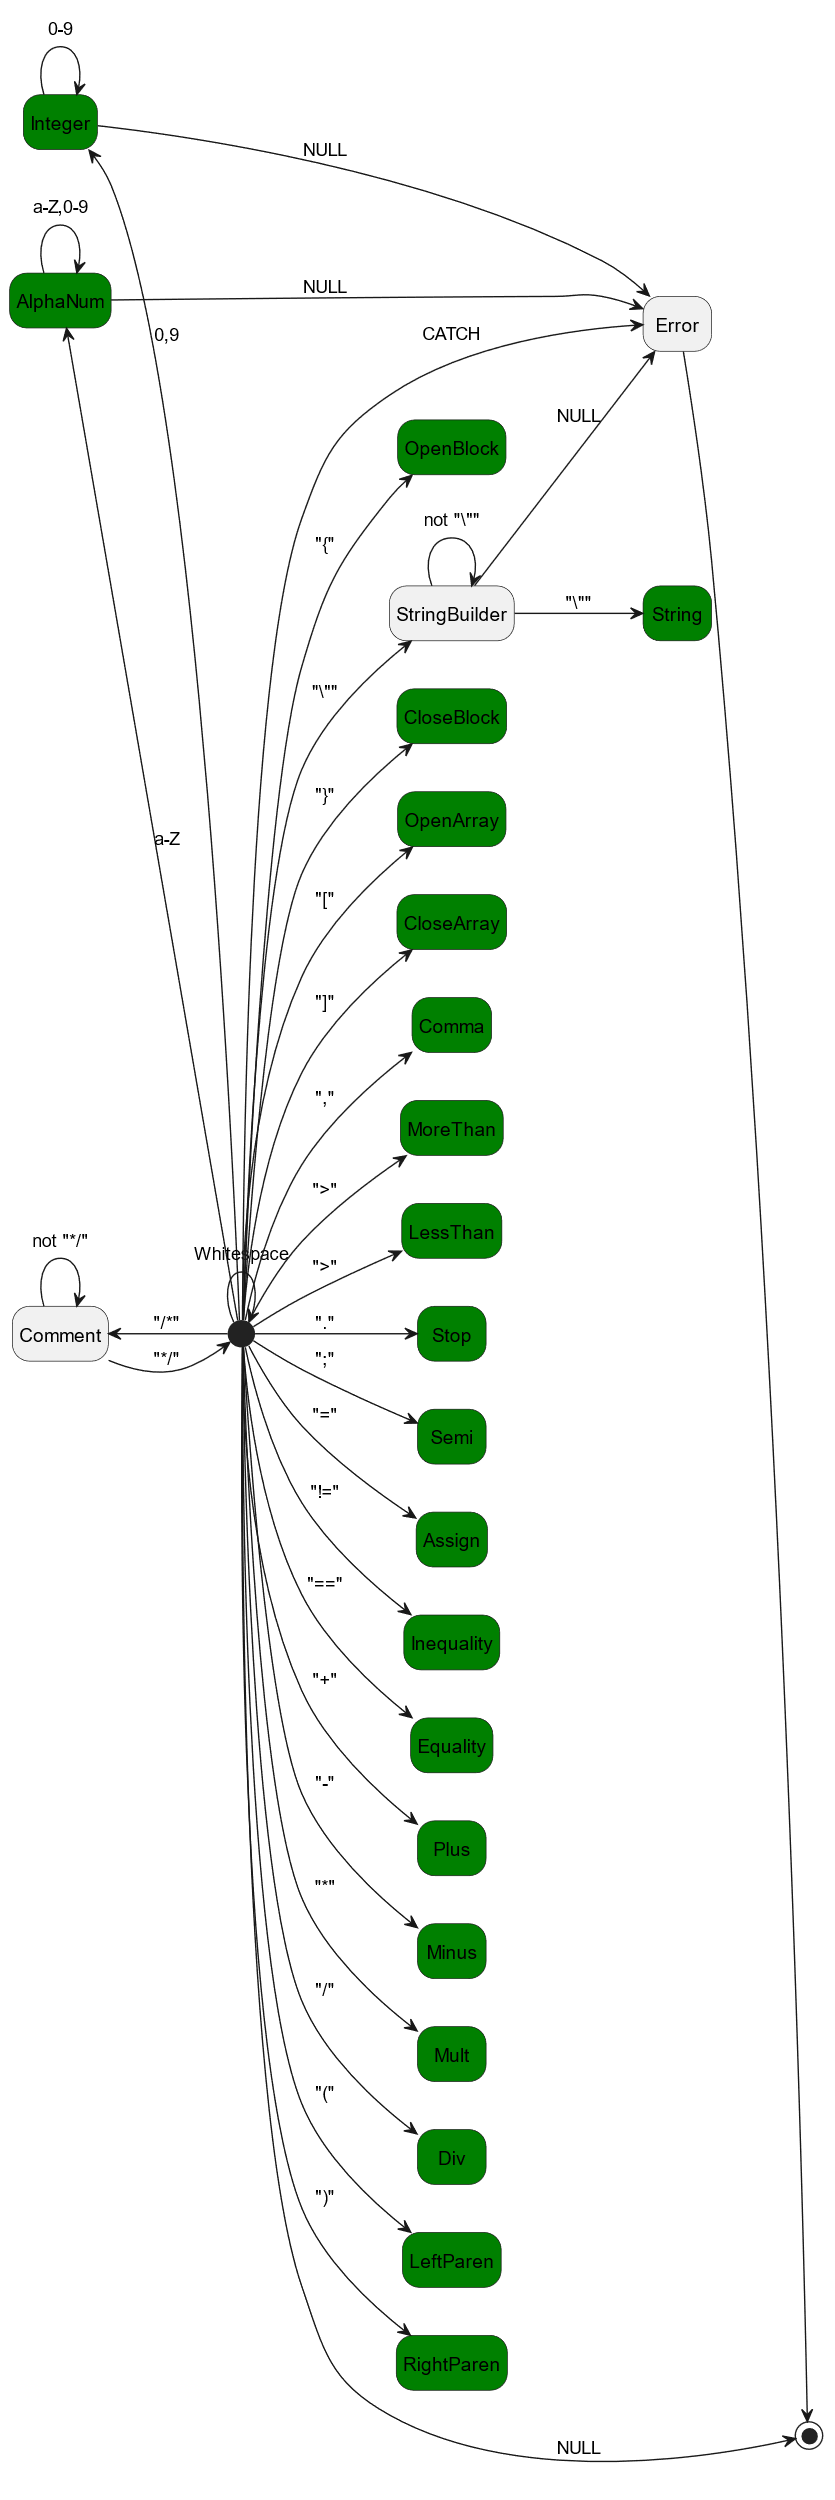 0-9
Integer
NULL
a-Z,0-9
AlphaNum
NULL
0,9
CATCH
Error
NULL
OpenBlock
"{"
not "\""
StringBuilder
"\""
String
"\""
CloseBlock
"}"
OpenArray
"["
CloseArray
"]"
a-Z
Comma
","
MoreThan
">"
LessThan
">"
Whitespace
not "*/"
Comment
"/*"
"*/"
"."
Stop
";"
Semi
"="
Assign
"!="
Inequality
"=="
Equality
"+"
Plus
"-"
Minus
"*"
Mult
"/"
Div
"("
LeftParen
")"
RightParen
NULL